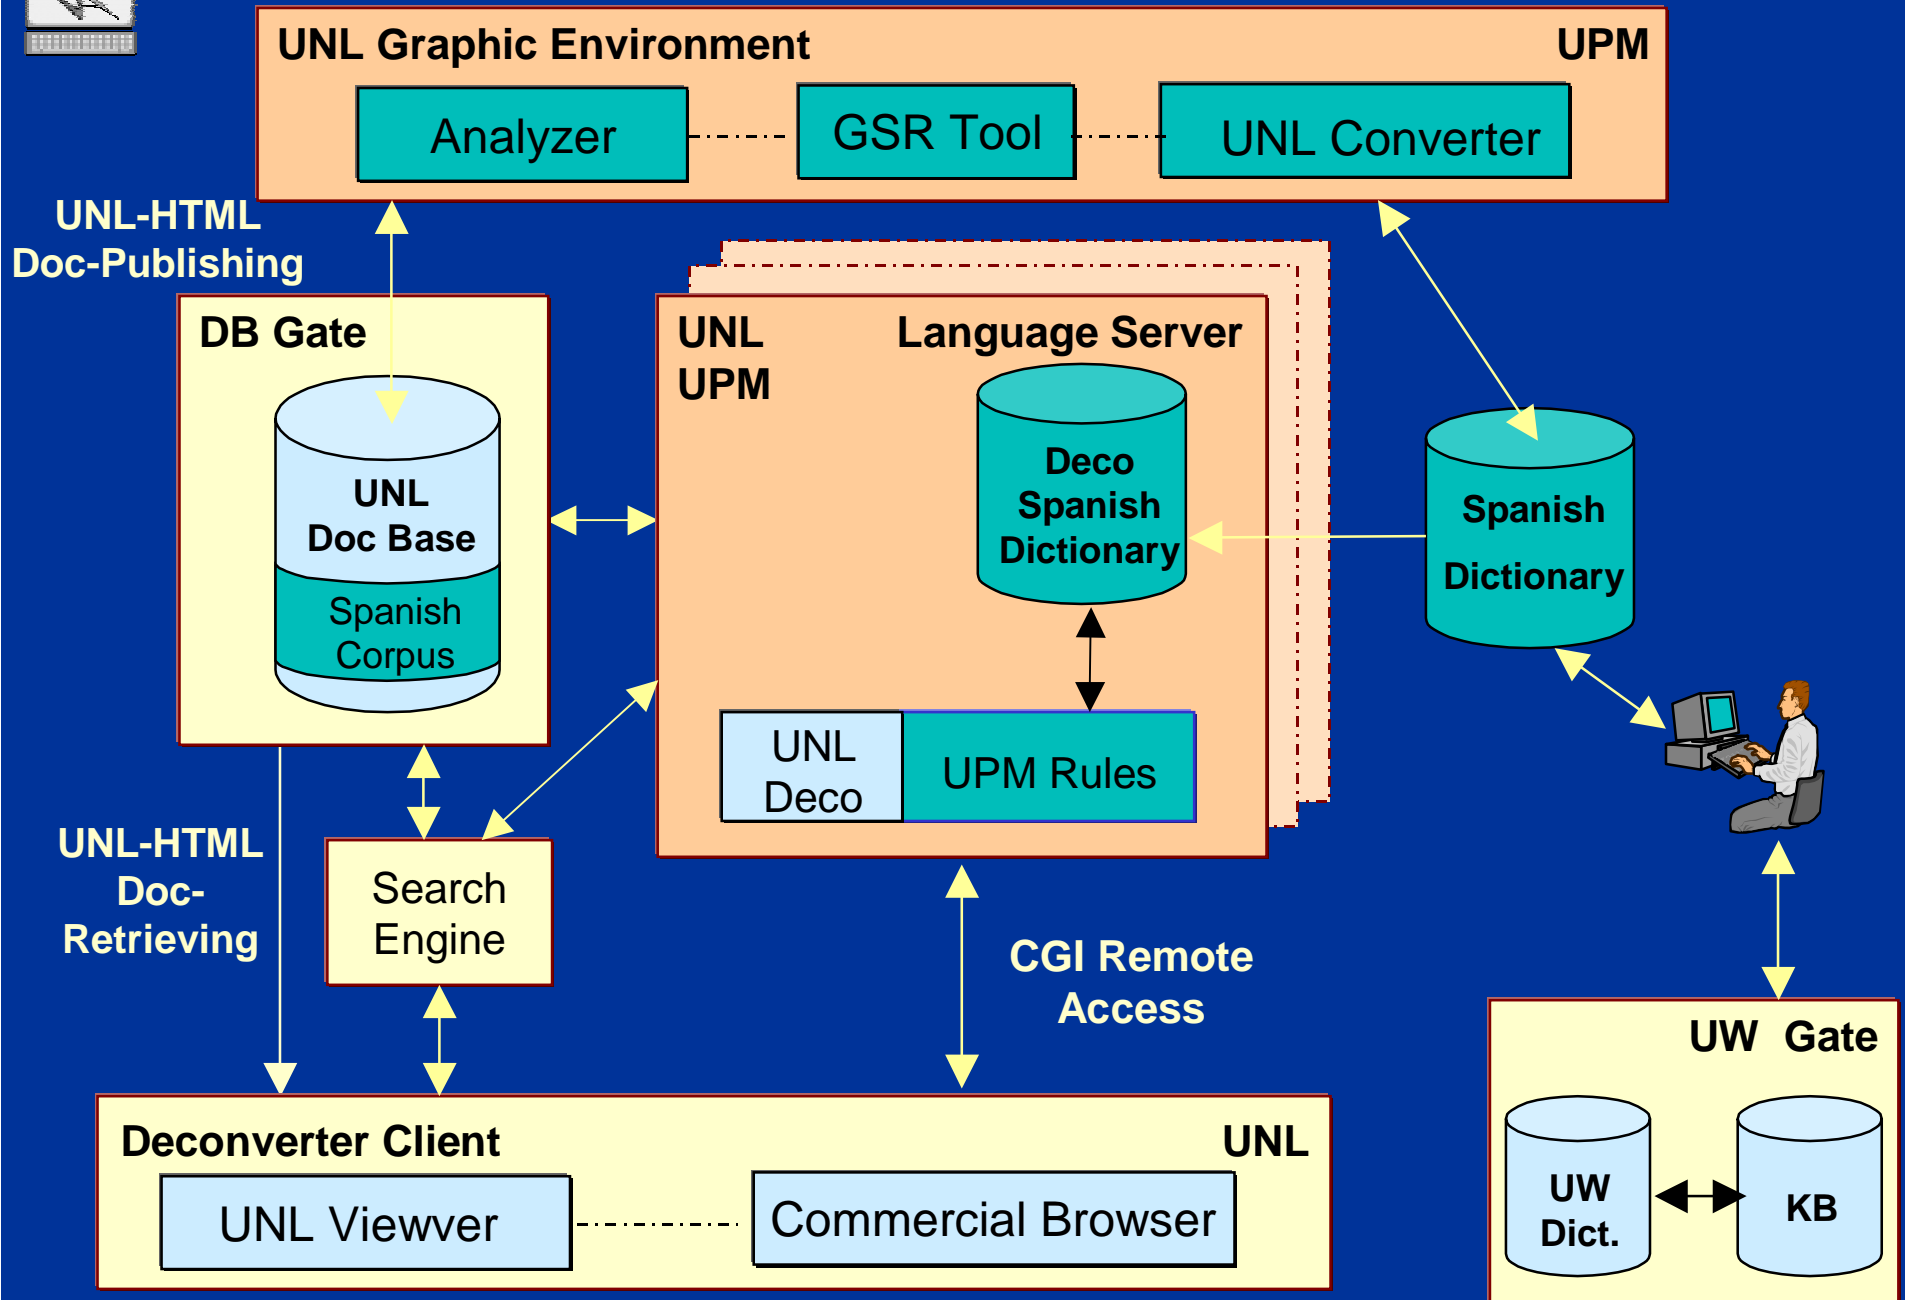 UNL Graphic Environment UPM
Analyzer
GSR Tool
UNL Converter
UNL-HTML
Doc-Publishing
DB Gate
UNL
Doc Base
Spanish
Corpus
UNL Language Server
UPM
Deco
Spanish
Dictionary
Spanish
Dictionary
UNL
Deco
UPM Rules
UNL-HTML
Doc-
Retrieving
Search
Engine
CGI Remote
Access
UW Gate
UW
Dict.
KB
Deconverter Client UNL
UNL Viewver
Commercial Browser